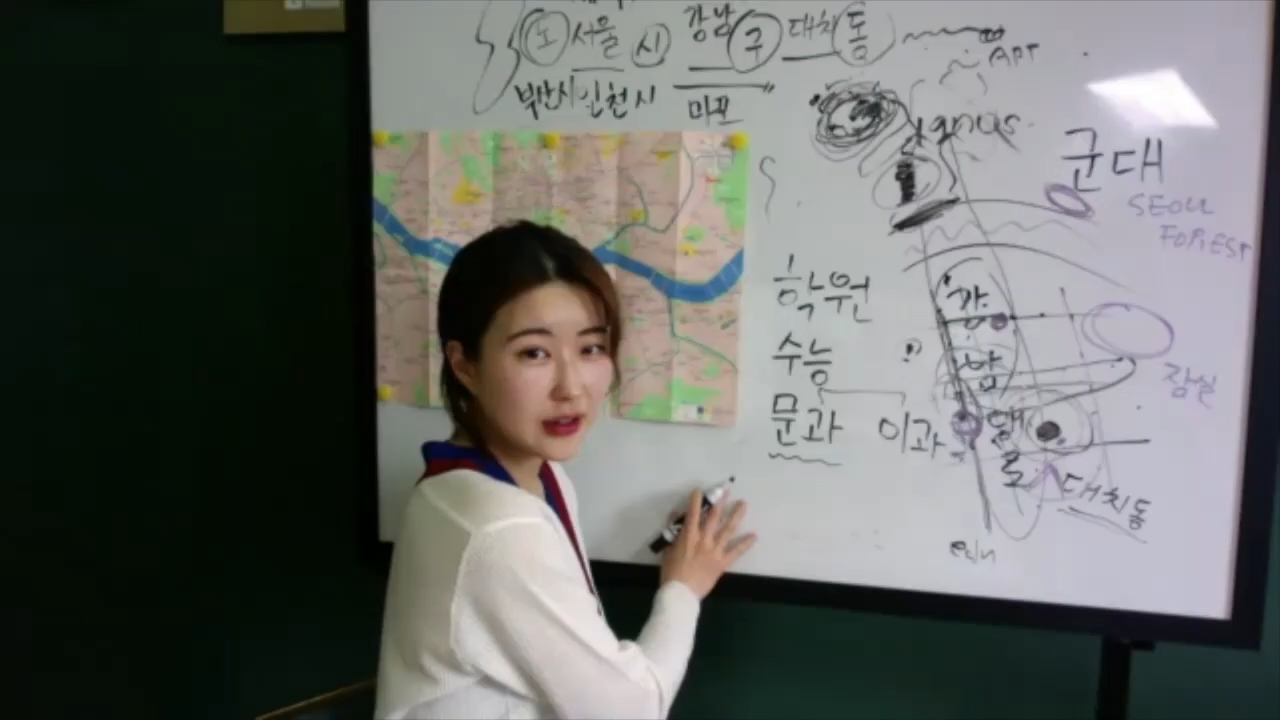 도 서울 시 강남 구 대치 동
APT
부산시 인천시 마포
군대
SEOUL
FOREST
학원
강
남
수능
잠실
문과 이과
대치동